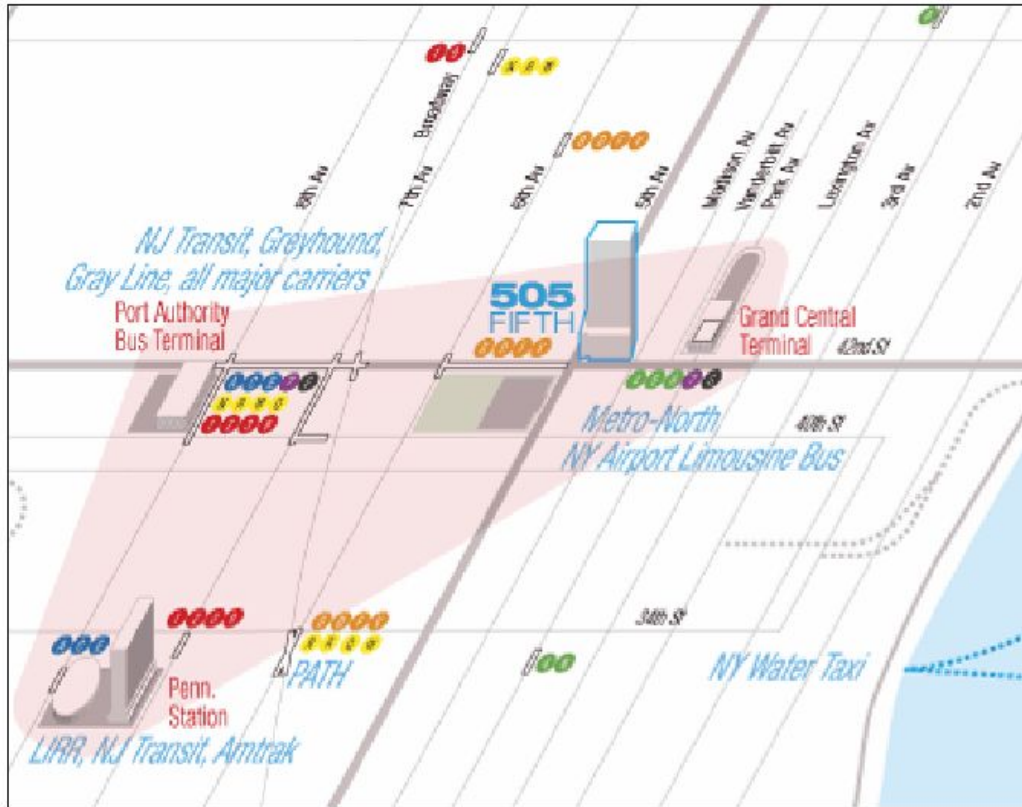 Broadway
8th Av
7th Av
6th Av
5th Av
Madison Av
Vanderbilt Av
Park Av
Lexington Av
3rd Av
2nd Av
NJ Transit, Greyhound,
Gray Line, all major carriers
Port Authority
Bus Terminal
505
FIFTH
Grand Central
Terminal
42nd St
Metro-North
NY Airport Limousine Bus
40th St
34th St
PATH
NY Water Taxi
Penn.
Station
LIRR, NJ Transit, Amtrak